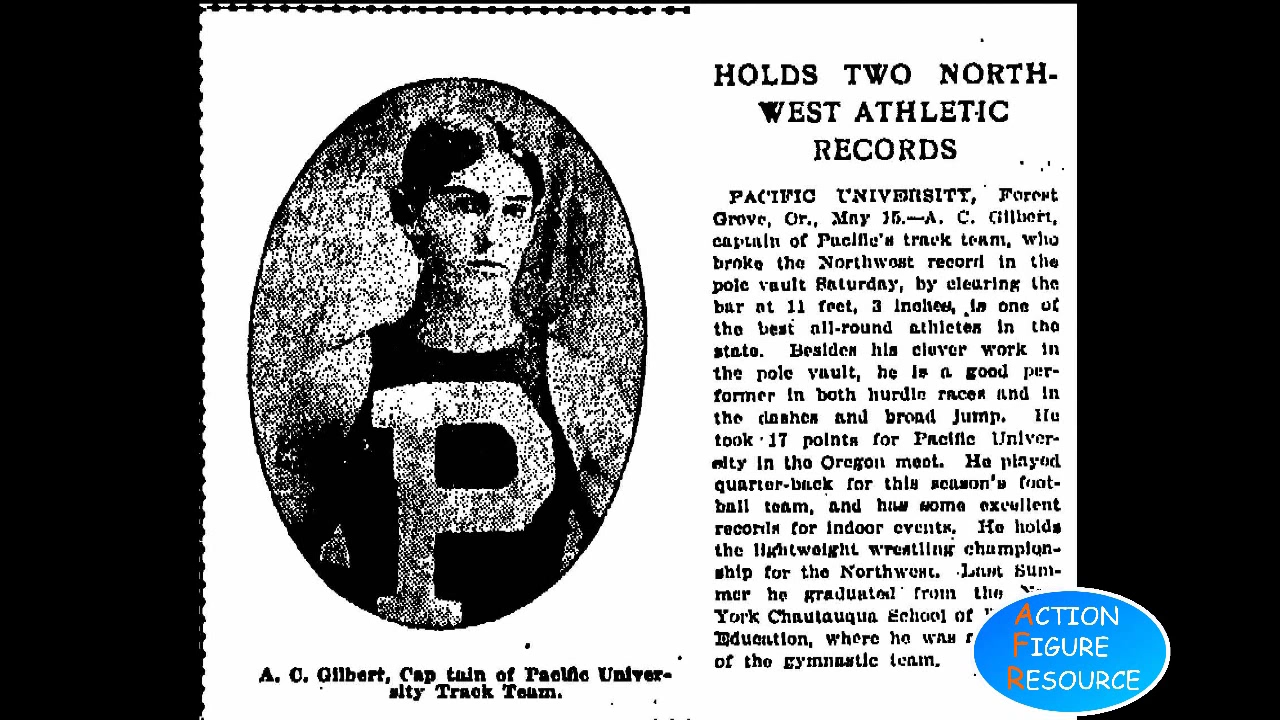 HOLDS TWO NORTH-
WEST ATHLETIC
RECORDS
PACIFIC UNIVERSITY, Forest
Grove, Or., May 15.—A. C. Gilbert,
captain of Pacific's track team, who
broke the Northwest record in the
pole vault Saturday, by clearing the
bar at 11 feet, 3 inches, is one of
the best all-round athletes in the
state. Besides his clever work in
the pole vault, he is a good per-
former in both hurdle races and in
the dashes and broad jump. He
took 17 points for Pacific Univer-
sity in the Oregon meet. He played
quarter-back for this season's foot-
ball team, and has some excellent
records for indoor events. He holds
the lightweight wrestling champion-
ship for the Northwest. Last Sum-
mer he graduated from the
York Chautauqua School of
Education, where he was
of the gymnastic team.
P
A. C. Gilbert, Cap tain of Pacific Univer-
sity Track Team.
ACTION
FIGURE
RESOURCE